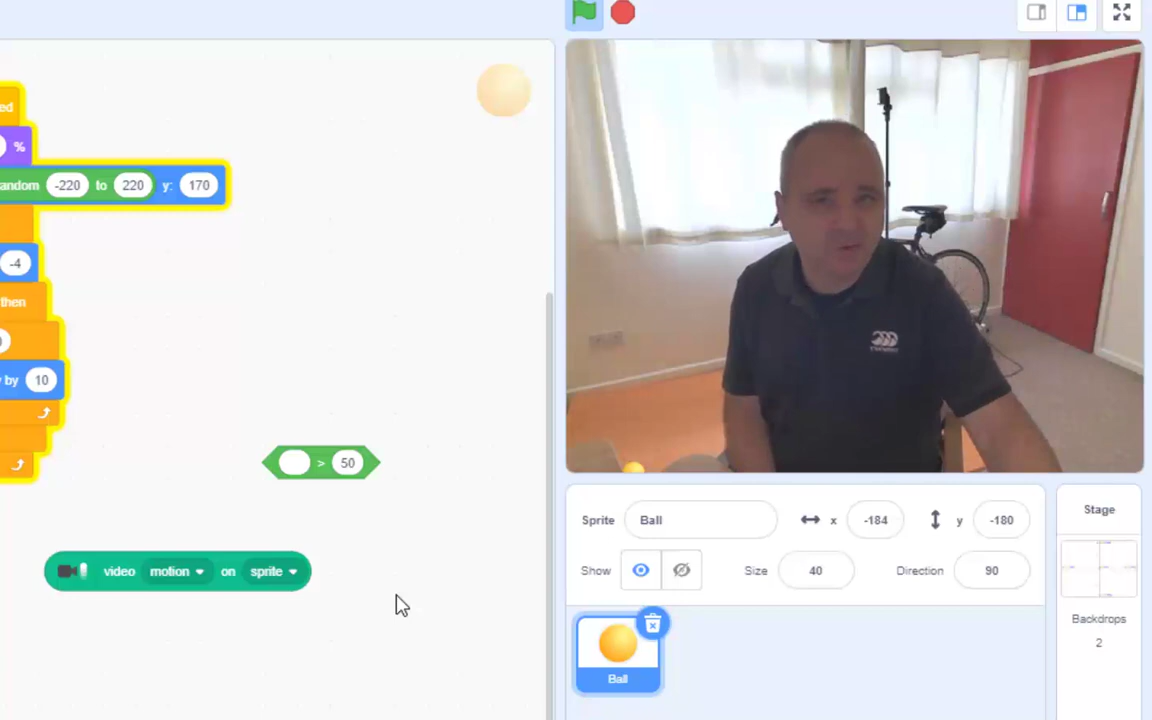 ed
%
andom -220 to 220 y: 170
-4
then
y by 10
> 50
video motion on sprite
Sprite Ball x -184 y -180
Show Size 40 Direction 90
Ball
Stage
Backdrops
2